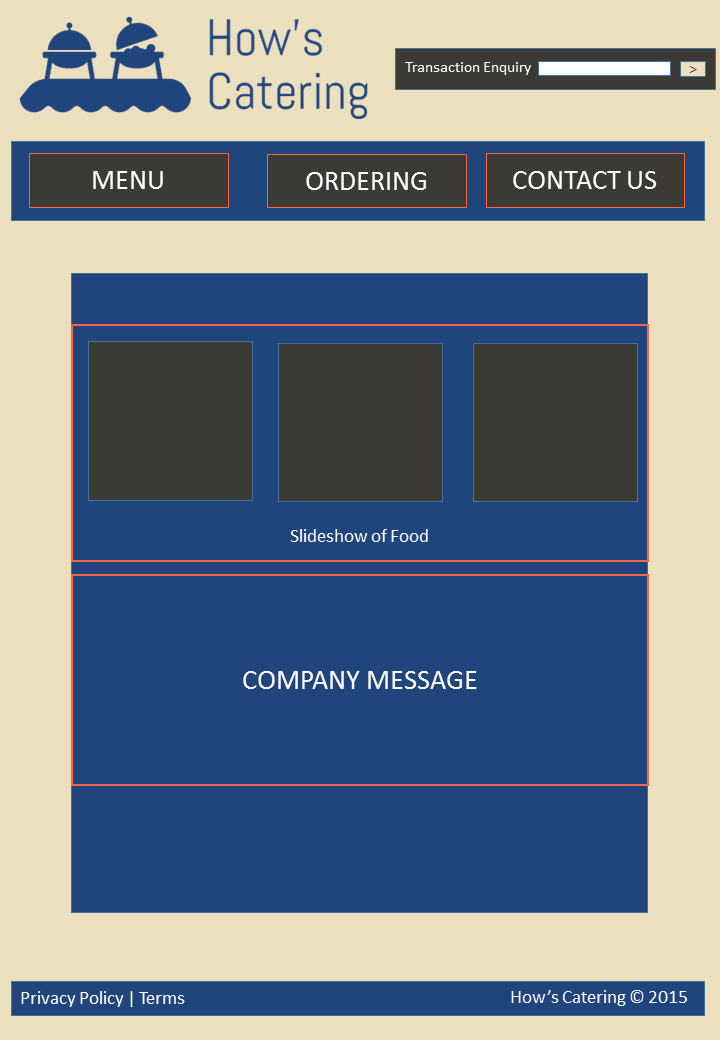 How's
Catering
Transaction Enquiry
>
MENU
ORDERING
CONTACT US
Slideshow of Food
COMPANY MESSAGE
Privacy Policy | Terms
How’s Catering © 2015